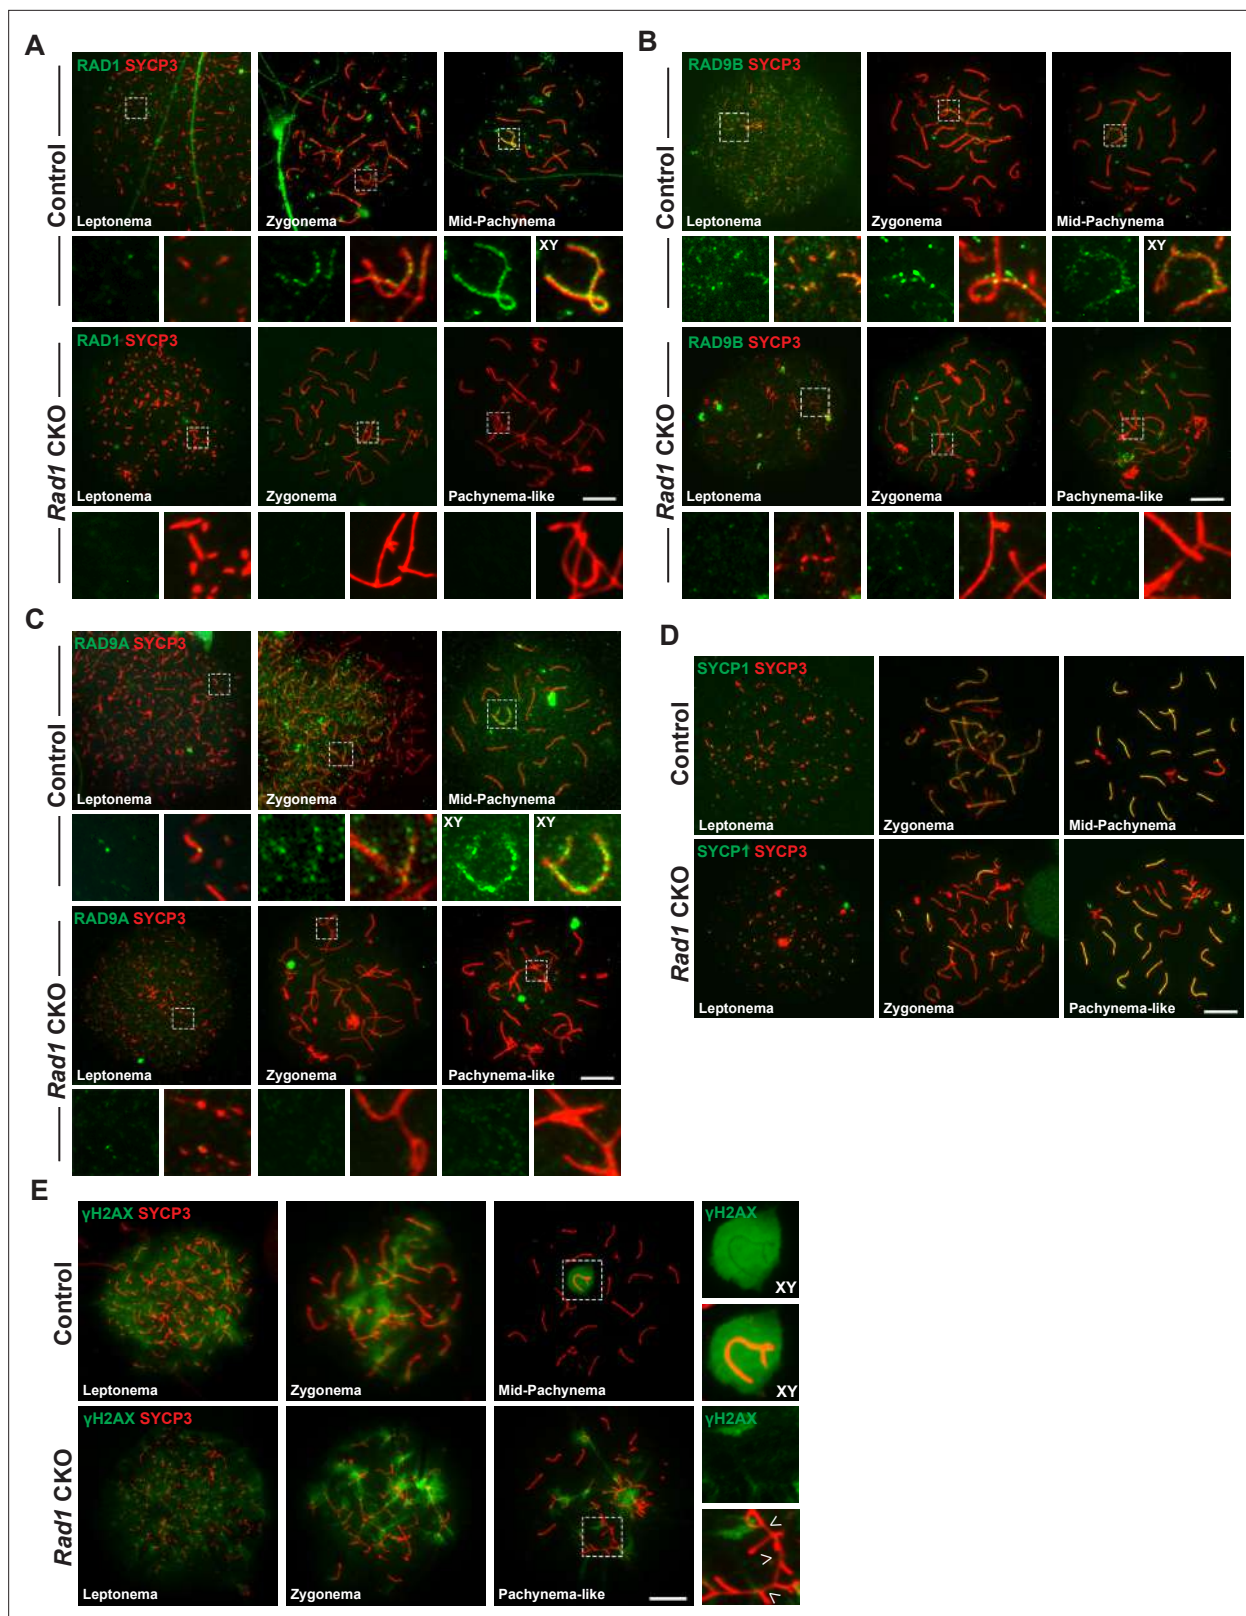 A
Control
RAD1 SYCP3
Leptonema
Zygonema
Mid-Pachynema
XY
Rad1 CKO
RAD1 SYCP3
Leptonema
Zygonema
Pachynema-like
B
Control
RAD9B SYCP3
Leptonema
Zygonema
Mid-Pachynema
XY
Rad1 CKO
RAD9B SYCP3
Leptonema
Zygonema
Pachynema-like
C
Control
RAD9A SYCP3
Leptonema
Zygonema
Mid-Pachynema
XY
XY
Rad1 CKO
RAD9A SYCP3
Leptonema
Zygonema
Pachynema-like
D
Control
SYCP1 SYCP3
Leptonema
Zygonema
Mid-Pachynema
Rad1 CKO
SYCP1 SYCP3
Leptonema
Zygonema
Pachynema-like
E
Control
γH2AX SYCP3
Leptonema
Zygonema
Mid-Pachynema
γH2AX
XY
XY
Rad1 CKO
γH2AX SYCP3
Leptonema
Zygonema
Pachynema-like
γH2AX